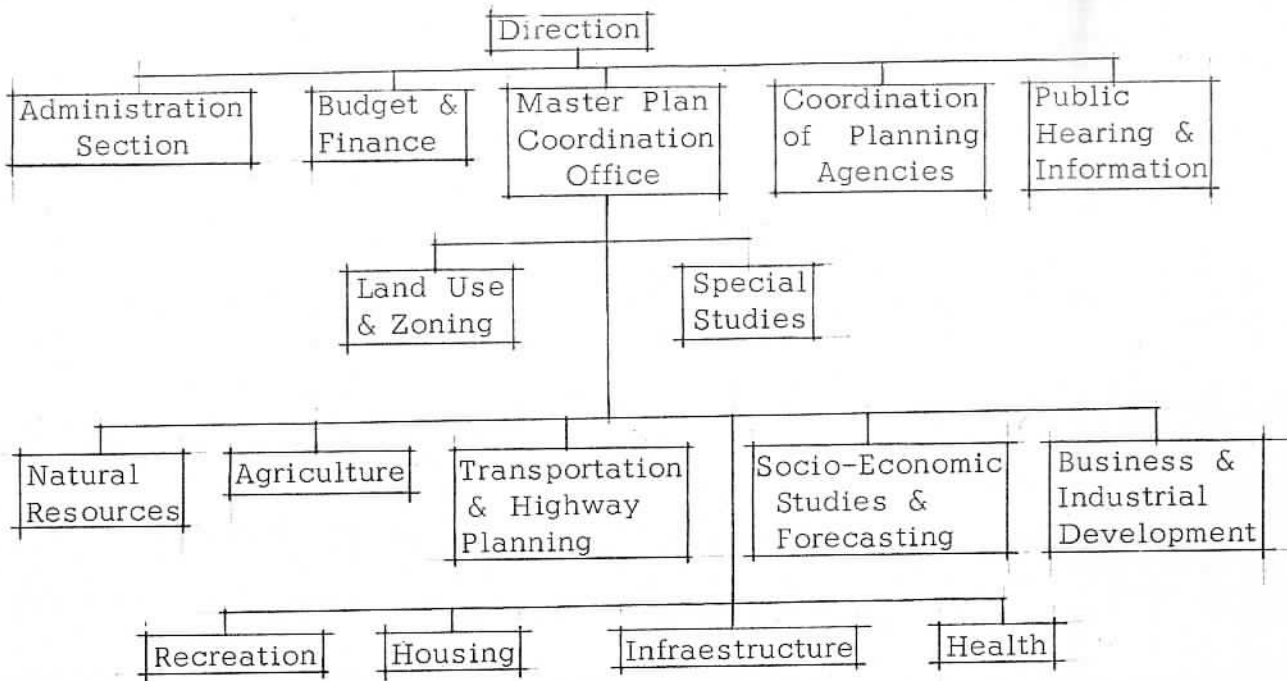 Direction
Administration
Section
Budget &
Finance
Master Plan
Coordination
Office
Coordination
of Planning
Agencies
Public
Hearing &
Information
Land Use
& Zoning
Special
Studies
Natural
Resources
Agriculture
Transportation
& Highway
Planning
Socio-Economic
Studies &
Forecasting
Business &
Industrial
Development
Recreation
Housing
Infraestructure
Health